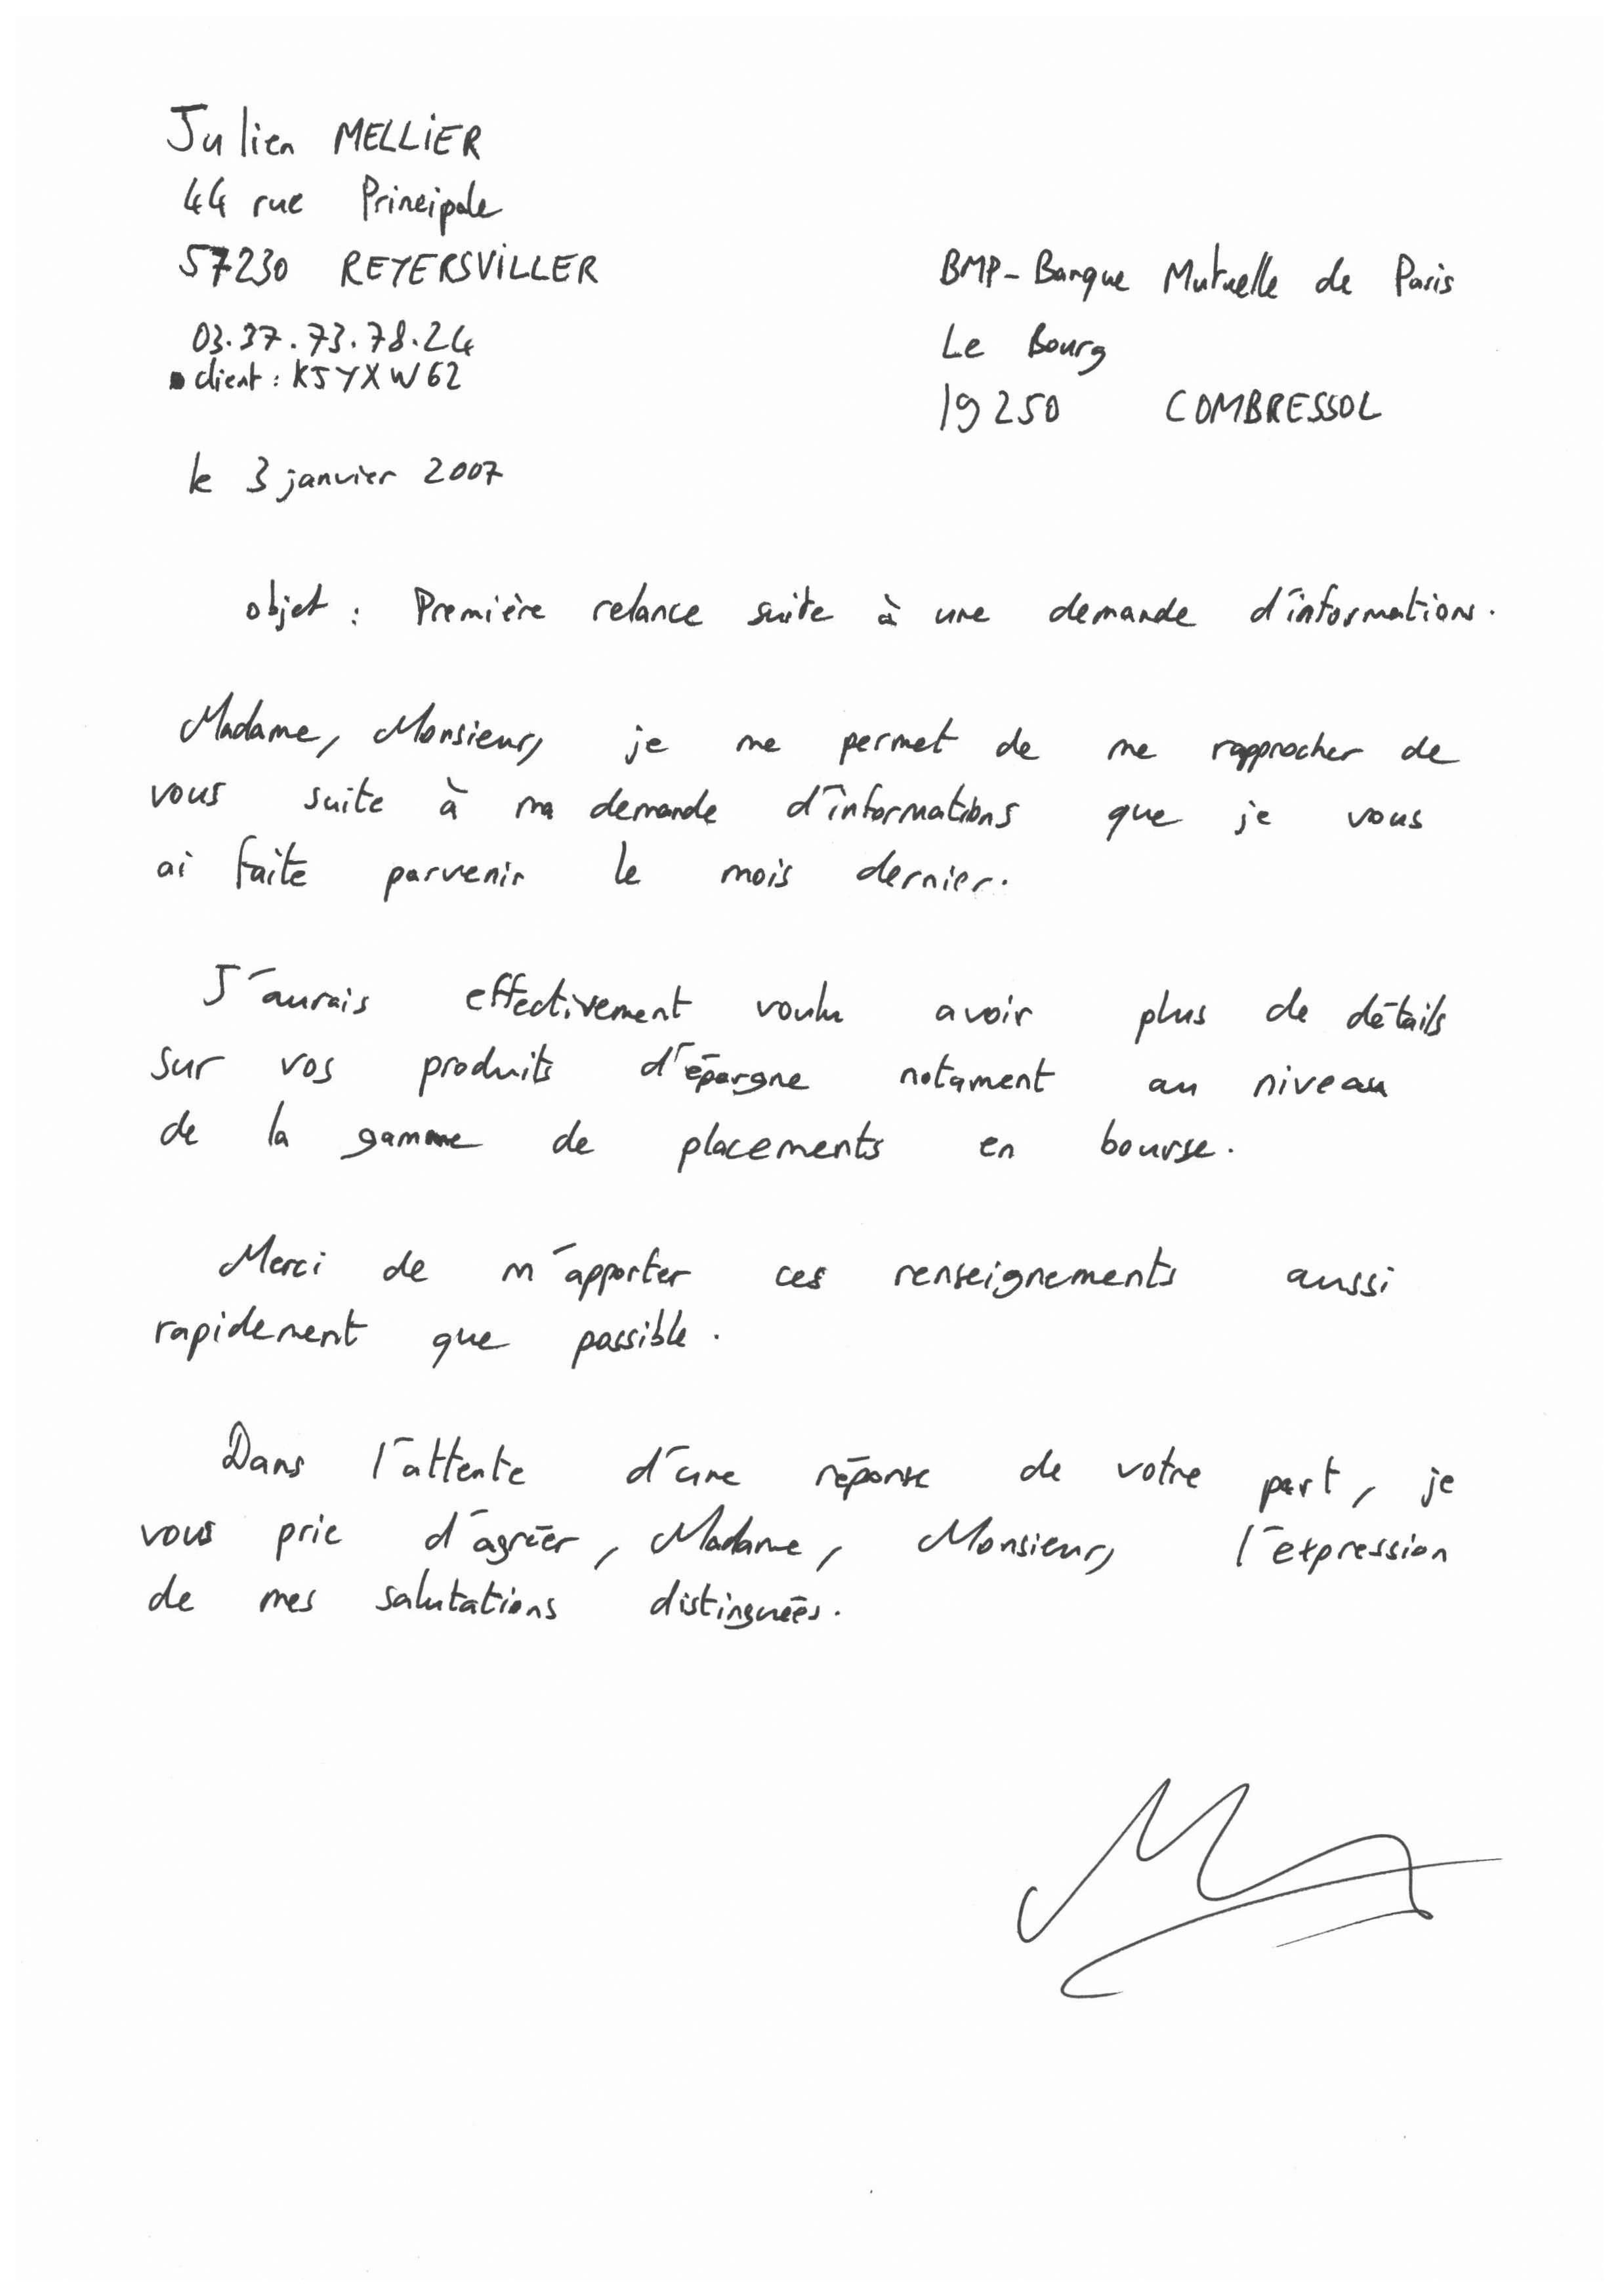 Julien MELLIER
44 rue Principale
57230 REYERSVILLER
03.37.73.78.24
client : KJYXW62
BMP - Banque Mutuelle de Paris
Le Bourg
19250 COMBRESSOL
le 3 janvier 2007
objet : Première relance suite à une demande d'informations.
Madame, Monsieur, je me permet de me rapprocher de
vous suite à ma demande d'informations que je vous
ai faite parvenir le mois dernier.
J'aurais effectivement voulu avoir plus de détails
sur vos produits d'épargne notament au niveau
de la gamme de placements en bourse.
Merci de m'apporter ces renseignements aussi
rapidement que possible.
Dans l'attente d'une réponse de votre part, je
vous prie d'agréer, Madame, Monsieur, l'expression
de mes salutations distinguées.